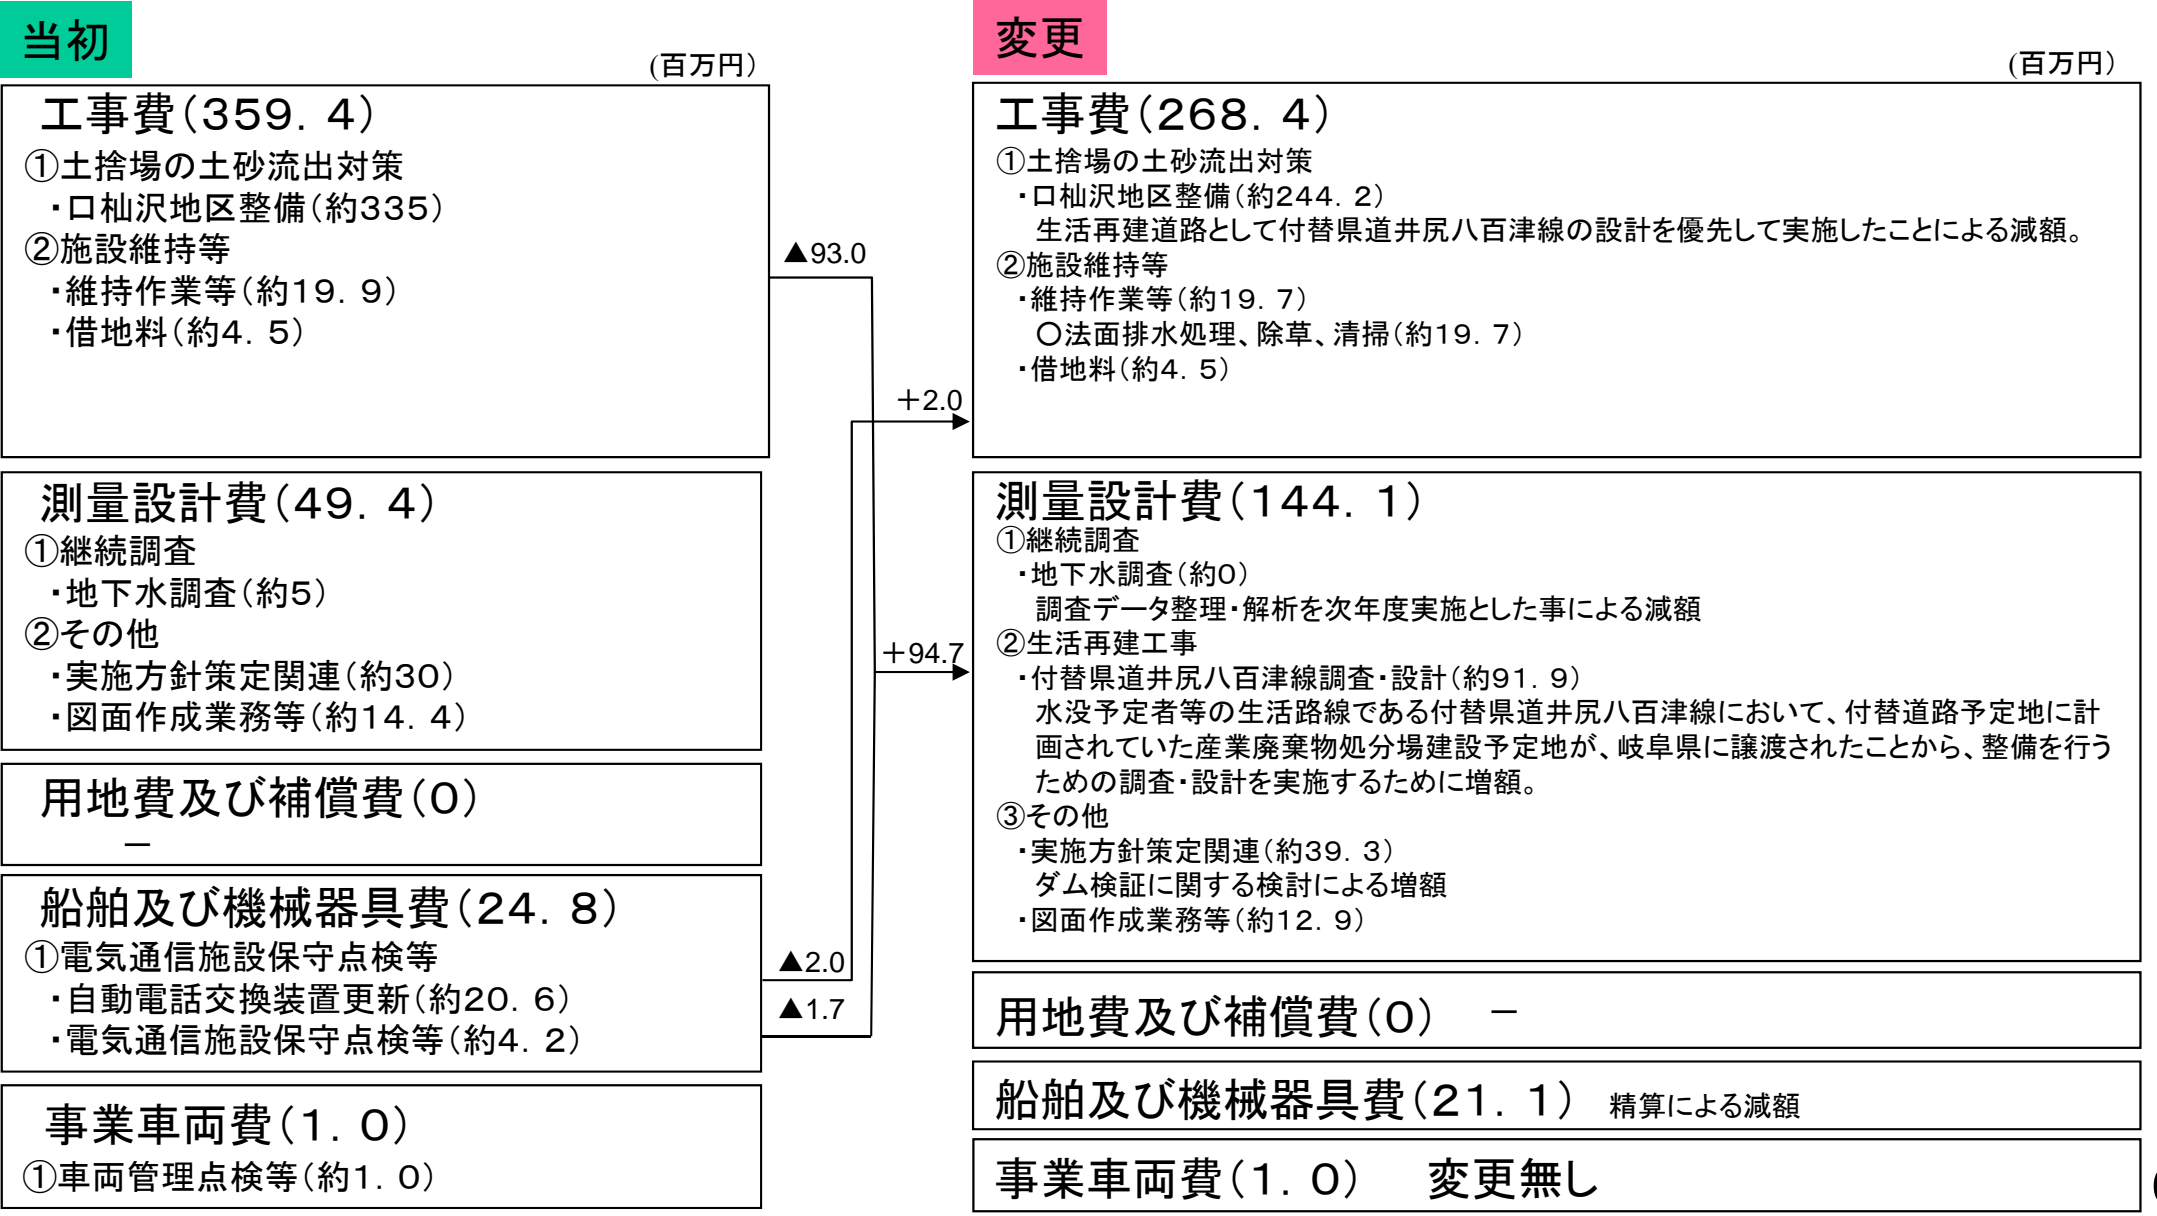 当初
(百万円)
工事費(359.4)
①土捨場の土砂流出対策
・口杣沢地区整備(約335)
②施設維持等
・維持作業等(約19.9)
・借地料(約4.5)
測量設計費(49.4)
①継続調査
・地下水調査(約5)
②その他
・実施方針策定関連(約30)
・図面作成業務等(約14.4)
用地費及び補償費(0)
－
船舶及び機械器具費(24.8)
①電気通信施設保守点検等
・自動電話交換装置更新(約20.6)
・電気通信施設保守点検等(約4.2)
事業車両費(1.0)
①車両管理点検等(約1.0)
▲93.0
＋2.0
＋94.7
▲2.0
▲1.7
変更
(百万円)
工事費(268.4)
①土捨場の土砂流出対策
・口杣沢地区整備(約244.2)
生活再建道路として付替県道井尻八百津線の設計を優先して実施したことによる減額。
②施設維持等
・維持作業等(約19.7)
○法面排水処理、除草、清掃(約19.7)
・借地料(約4.5)
測量設計費(144.1)
①継続調査
・地下水調査(約0)
調査データ整理・解析を次年度実施とした事による減額
②生活再建工事
・付替県道井尻八百津線調査・設計(約91.9)
水没予定者等の生活路線である付替県道井尻八百津線において、付替道路予定地に計
画されていた産業廃棄物処分場建設予定地が、岐阜県に譲渡されたことから、整備を行う
ための調査・設計を実施するために増額。
③その他
・実施方針策定関連(約39.3)
ダム検証に関する検討による増額
・図面作成業務等(約12.9)
用地費及び補償費(0) －
船舶及び機械器具費(21.1) 精算による減額
事業車両費(1.0) 変更無し